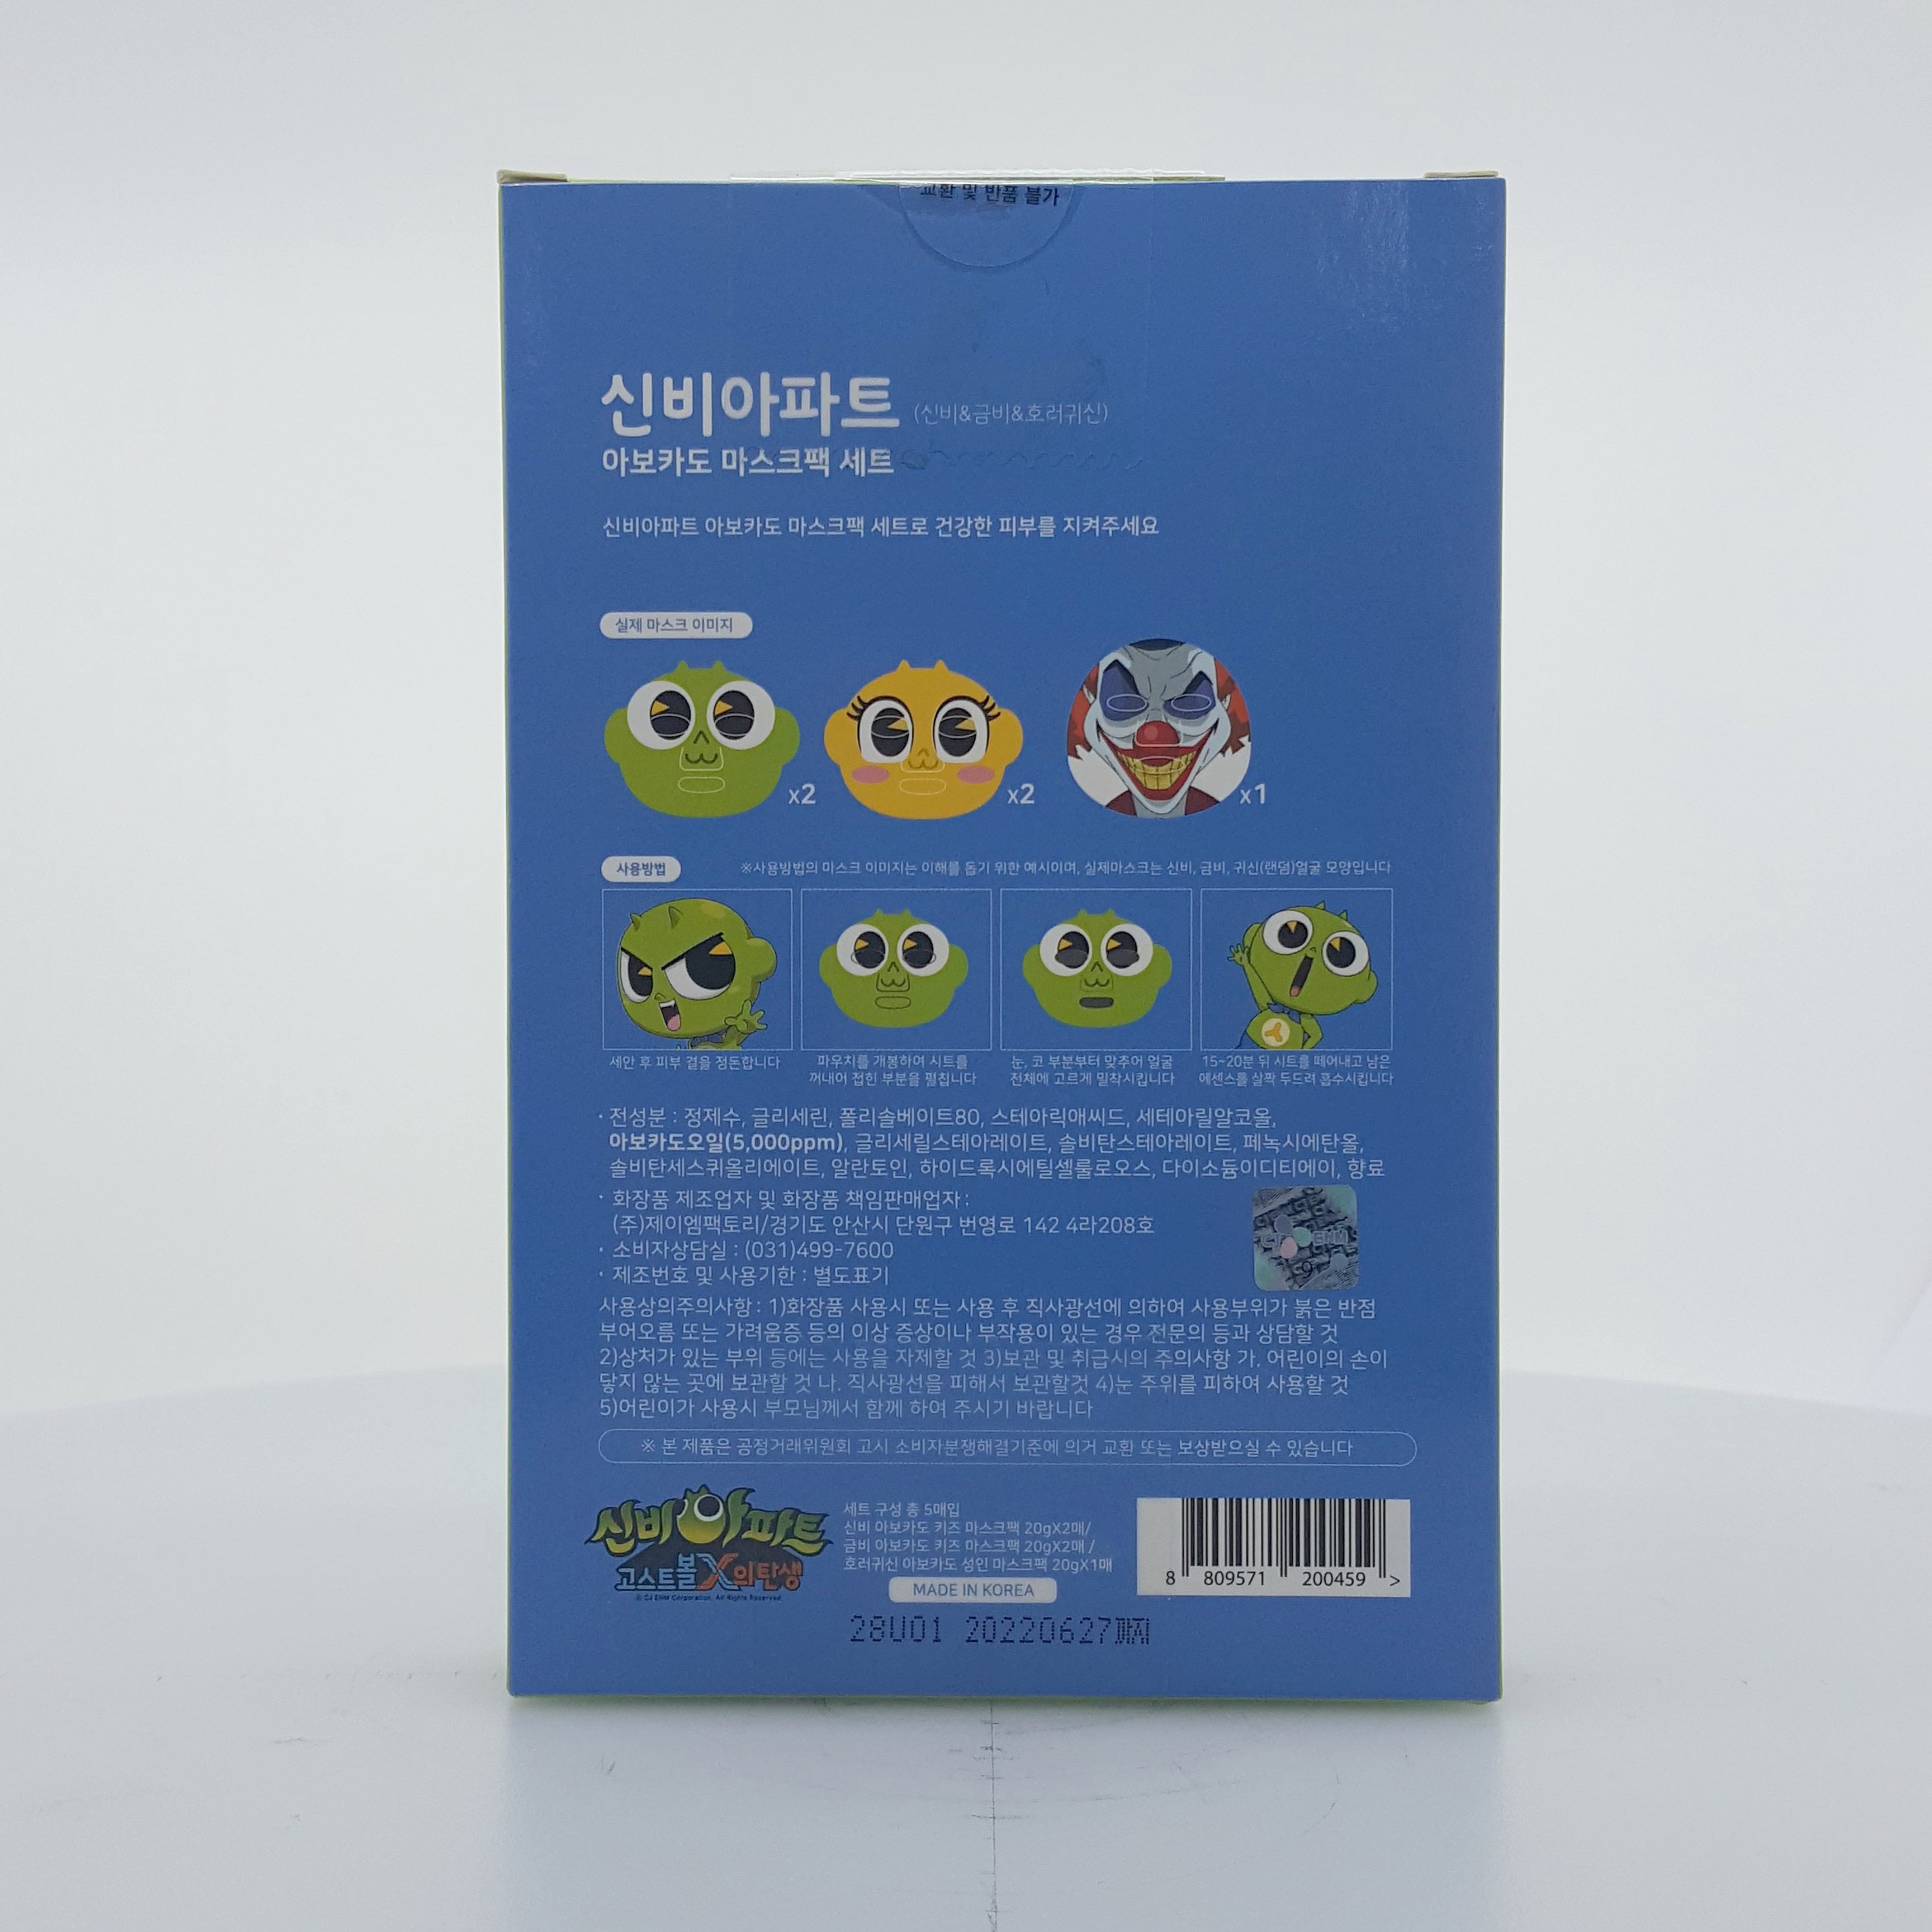 교환 및 반품 불가
신비아파트 (신비&금비&호러귀신)
아보카도 마스크팩 세트
신비아파트 아보카도 마스크팩 세트로 건강한 피부를 지켜주세요
실제 마스크 이미지
x2
x2
x1
사용방법 ※사용방법의 마스크 이미지는 이해를 돕기 위한 예시이며, 실제마스크는 신비, 금비, 귀신(랜덤)얼굴 모양입니다
세안 후 피부 결을 정돈합니다
파우치를 개봉하여 시트를
꺼내어 접힌 부분을 펼칩니다
눈, 코 부분부터 맞추어 얼굴
전체에 고르게 밀착시킵니다
15~20분 뒤 시트를 떼어내고 남은
에센스를 살짝 두드려 흡수시킵니다
· 전성분 : 정제수, 글리세린, 폴리솔베이트80, 스테아릭애씨드, 세테아릴알코올,
아보카도오일(5,000ppm), 글리세릴스테아레이트, 솔비탄스테아레이트, 페녹시에탄올,
솔비탄세스퀴올리에이트, 알란토인, 하이드록시에틸셀룰로오스, 다이소듐이디티에이, 향료
· 화장품 제조업자 및 화장품 책임판매업자 :
(주)제이엠팩토리/경기도 안산시 단원구 번영로 142 4라208호
· 소비자상담실 : (031)499-7600
· 제조번호 및 사용기한 : 별도표기
CJ ENM
9
사용상의주의사항 : 1)화장품 사용시 또는 사용 후 직사광선에 의하여 사용부위가 붉은 반점
부어오름 또는 가려움증 등의 이상 증상이나 부작용이 있는 경우 전문의 등과 상담할 것
2)상처가 있는 부위 등에는 사용을 자제할 것 3)보관 및 취급시의 주의사항 가. 어린이의 손이
닿지 않는 곳에 보관할 것 나. 직사광선을 피해서 보관할것 4)눈 주위를 피하여 사용할 것
5)어린이가 사용시 부모님께서 함께 하여 주시기 바랍니다
※ 본 제품은 공정거래위원회 고시 소비자분쟁해결기준에 의거 교환 또는 보상받으실 수 있습니다
신비아파트
고스트볼X의탄생
© CJ ENM Corporation. All Rights Reserved.
세트 구성 총 5매입
신비 아보카도 키즈 마스크팩 20gX2매/
금비 아보카도 키즈 마스크팩 20gX2매 /
호러귀신 아보카도 성인 마스크팩 20gX1매
MADE IN KOREA
8 809571 200459 >
28U01 20220627까지